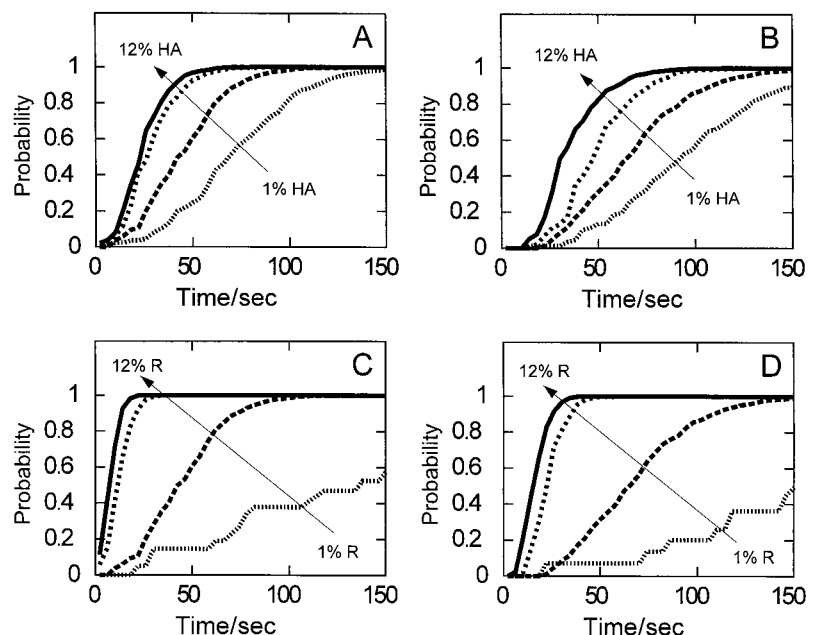 A
12% HA
1% HA
Probability
1
0.8
0.6
0.4
0.2
0
0 50 100 150
Time/sec
B
12% HA
1% HA
Probability
1
0.8
0.6
0.4
0.2
0
0 50 100 150
Time/sec
C
12% R
1% R
Probability
1
0.8
0.6
0.4
0.2
0
0 50 100 150
Time/sec
D
12% R
1% R
Probability
1
0.8
0.6
0.4
0.2
0
0 50 100 150
Time/sec